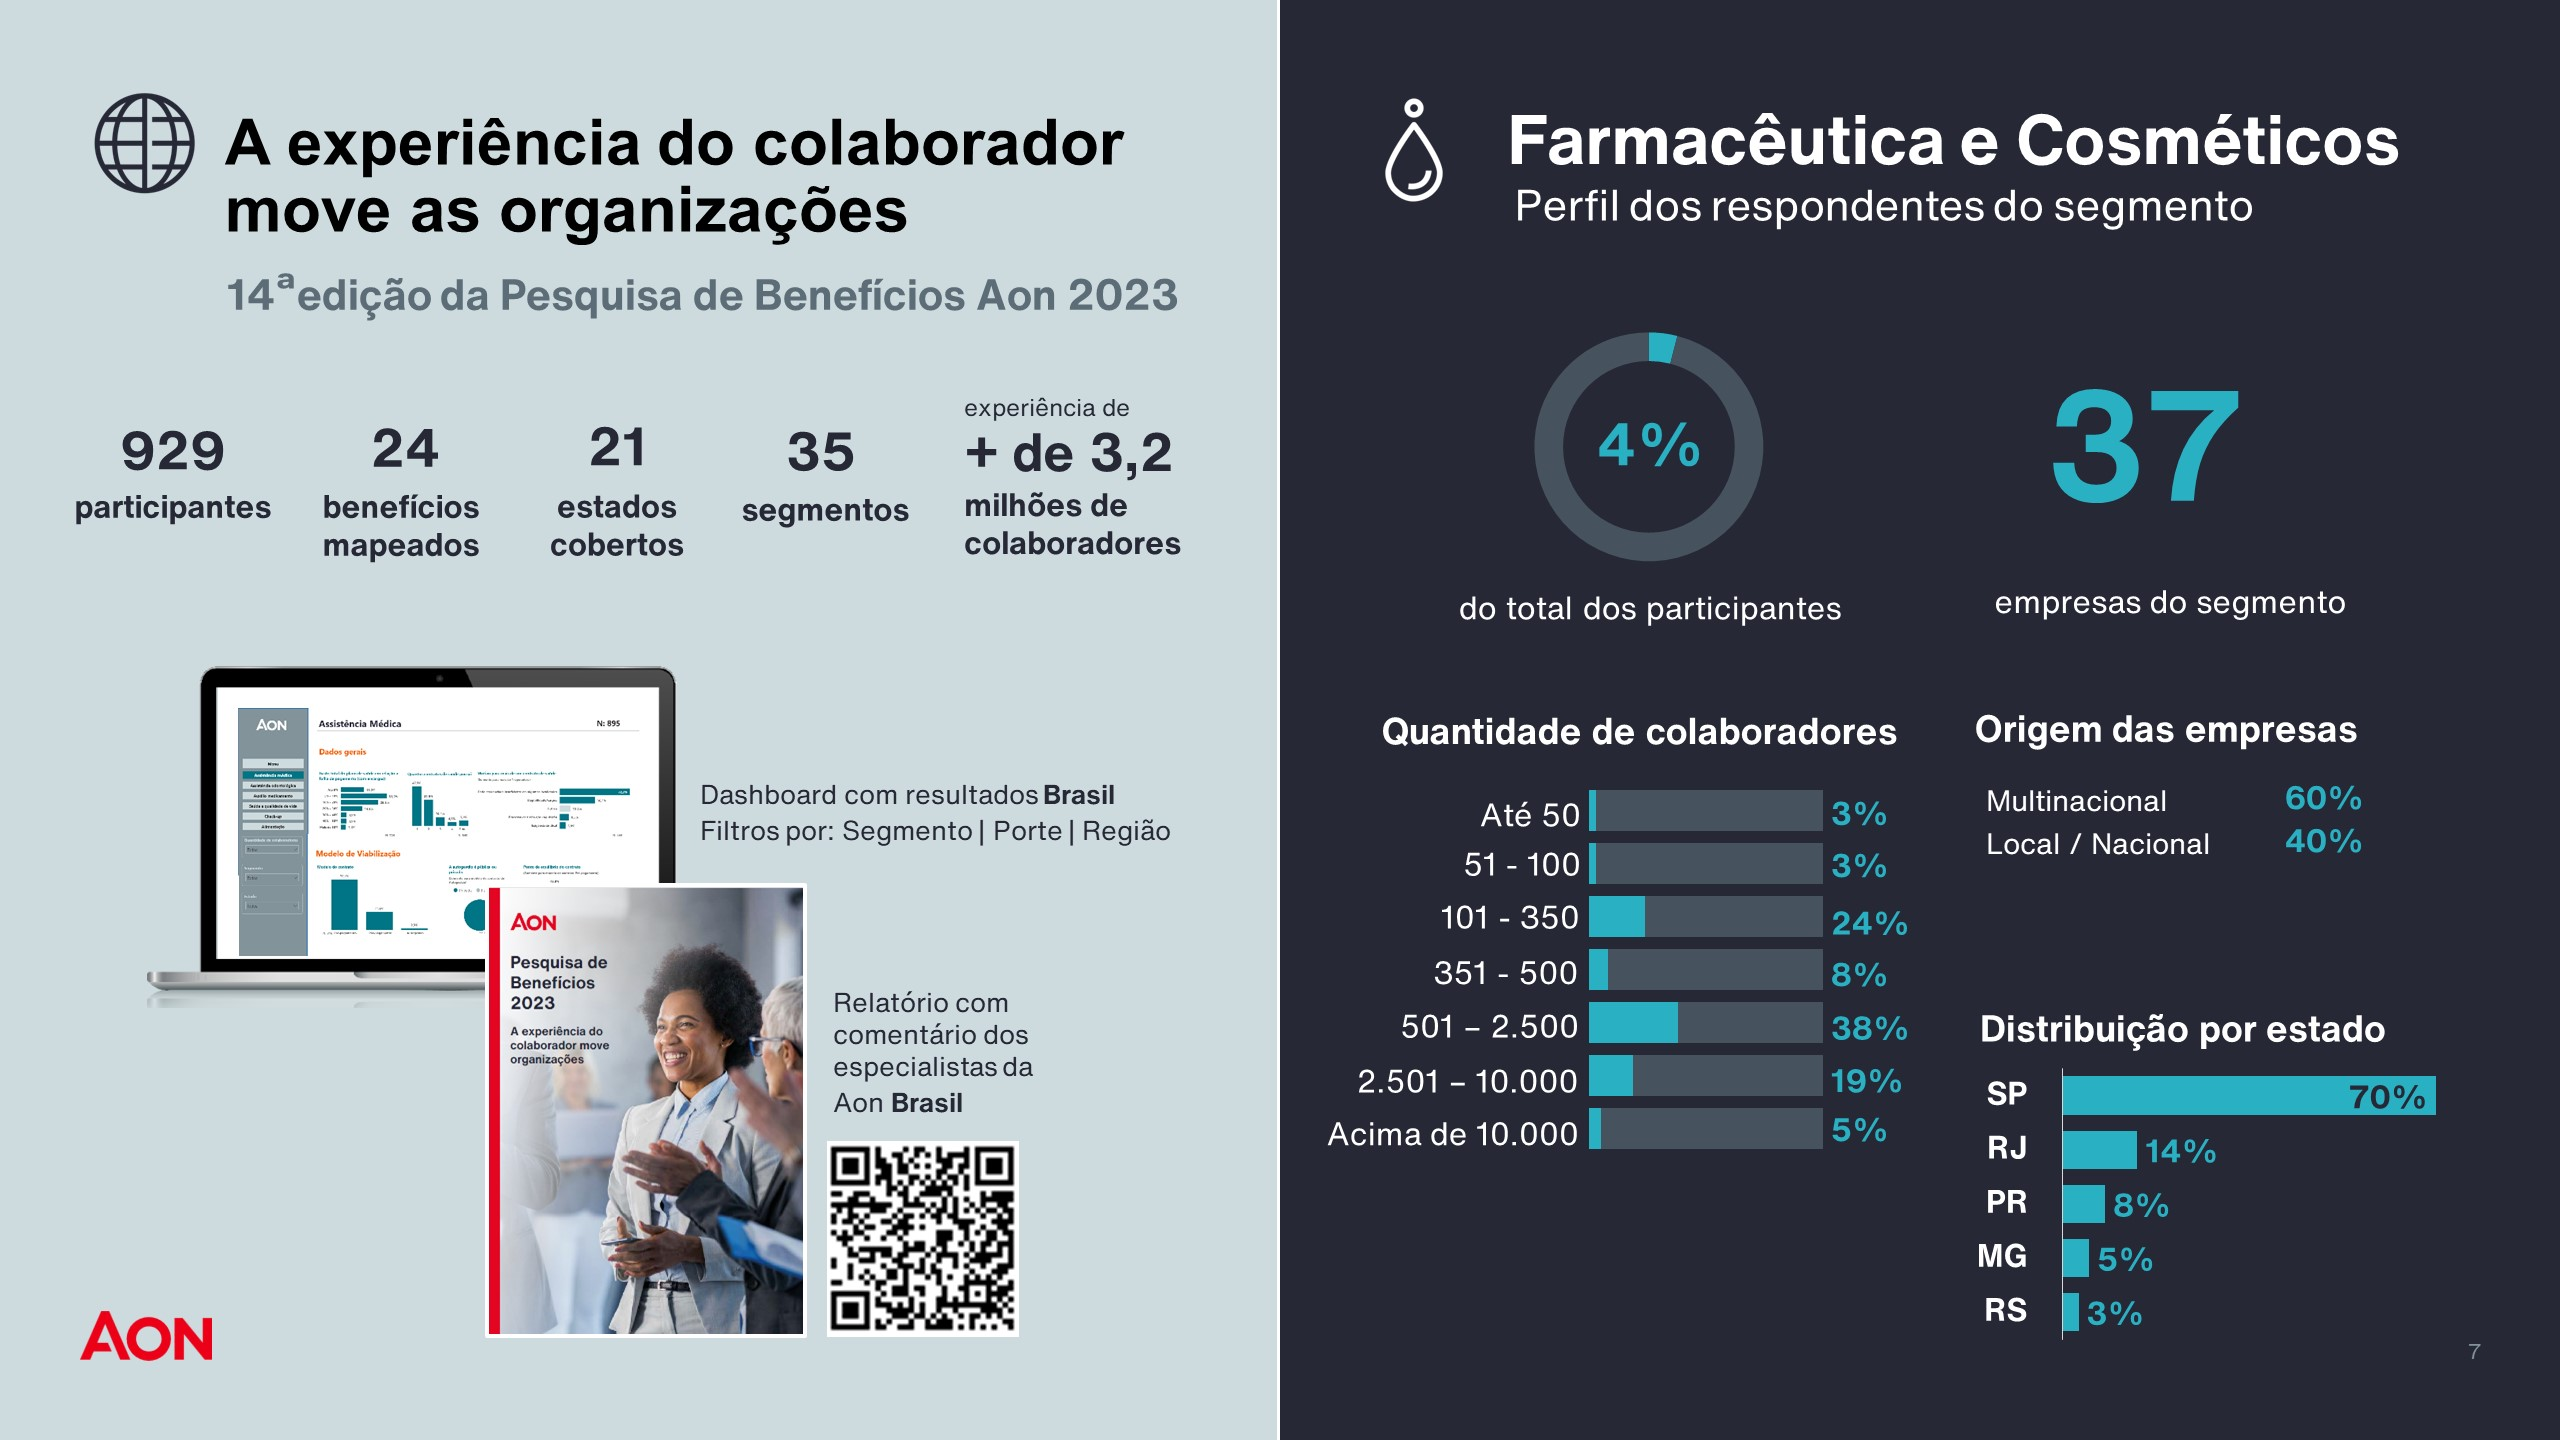 A experiência do colaborador
move as organizações
14ª edição da Pesquisa de Benefícios Aon 2023
929
participantes
24
benefícios
mapeados
21
estados
cobertos
35
segmentos
experiência de
+ de 3,2
milhões de
colaboradores
AON
Assistência Médica
N: 895
Dados gerais
Modelo de Viabilização
Dashboard com resultados Brasil
Filtros por: Segmento | Porte | Região
AON
Pesquisa de
Benefícios
2023
A experiência do
colaborador move
organizações
Relatório com
comentário dos
especialistas da
Aon Brasil
AON
Farmacêutica e Cosméticos
Perfil dos respondentes do segmento
4%
do total dos participantes
37
empresas do segmento
Quantidade de colaboradores
Até 50 3%
51 - 100 3%
101 - 350 24%
351 - 500 8%
501 – 2.500 38%
2.501 – 10.000 19%
Acima de 10.000 5%
Origem das empresas
Multinacional 60%
Local / Nacional 40%
Distribuição por estado
SP 70%
RJ 14%
PR 8%
MG 5%
RS 3%
7